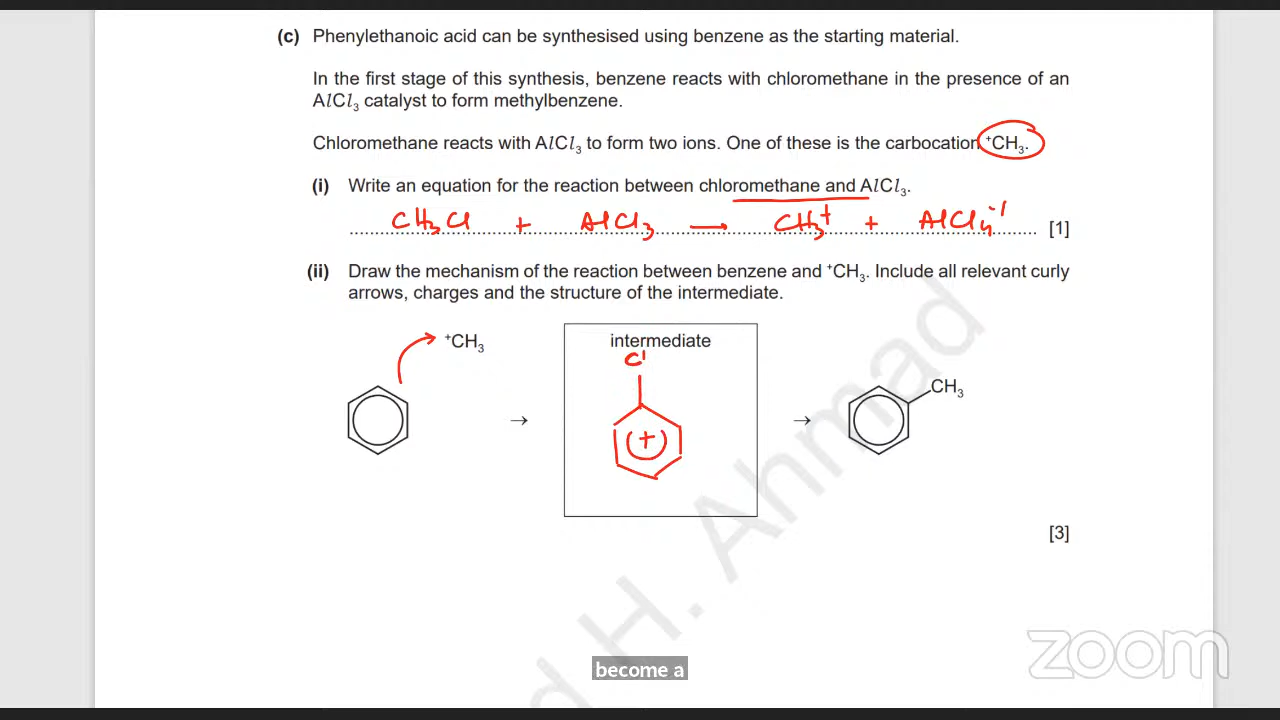 (c) Phenylethanoic acid can be synthesised using benzene as the starting material.
In the first stage of this synthesis, benzene reacts with chloromethane in the presence of an
AlCl₃ catalyst to form methylbenzene.
Chloromethane reacts with AlCl₃ to form two ions. One of these is the carbocation ⁺CH₃.
(i) Write an equation for the reaction between chloromethane and AlCl₃.
CH₃Cl + AlCl₃ → CH₃⁺ + AlCl₄⁻¹ [1]
(ii) Draw the mechanism of the reaction between benzene and ⁺CH₃. Include all relevant curly
arrows, charges and the structure of the intermediate.
⁺CH₃
intermediate
C
+
→
→
CH₃
[3]
H. Ahmad
become a
zoom